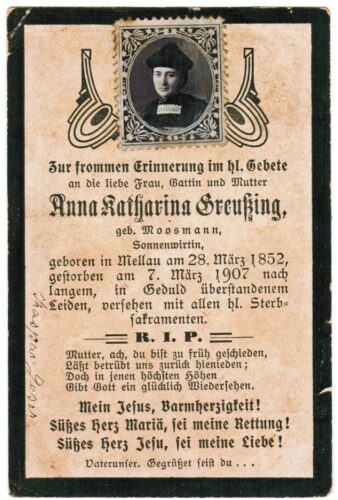 Zur frommen Erinnerung im hl. Gebete
an die liebe Frau, Gattin und Mutter
Anna Katharina Greußing,
geb. Moosmann,
Sonnenwirtin,
geboren in Mellau am 28. März 1852,
gestorben am 7. März 1907 nach
langem, in Geduld überstandenem
Leiden, versehen mit allen hl. Sterb-
sakramenten.
R. I. P.
Mutter, ach, du bist zu früh geschieden,
Läßt betrübt uns zurück hienieden;
Doch in jenen höchsten Höhen
Gibt Gott ein glücklich Wiedersehen.
Mein Jesus, Barmherzigkeit!
Süßes Herz Mariä, sei meine Rettung!
Süßes Herz Jesu, sei meine Liebe!
Vaterunser. Gegrüßet seist du . . .